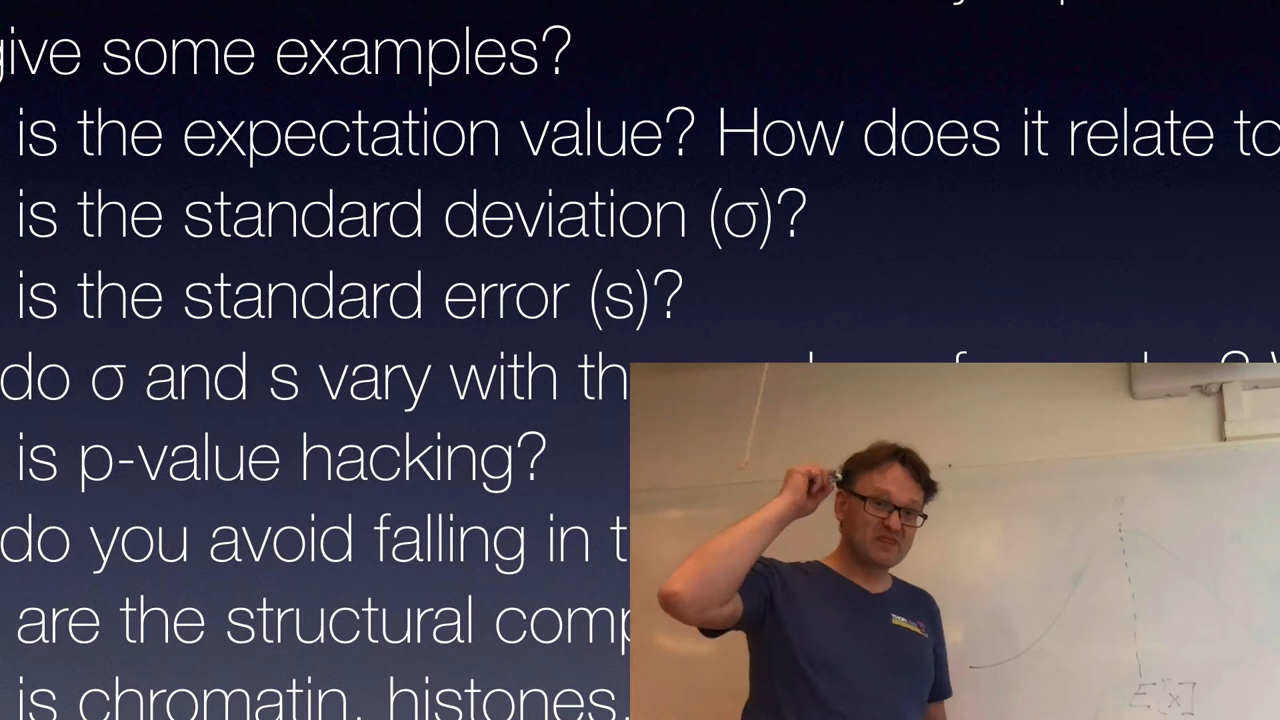 give some examples?
is the expectation value? How does it relate to
is the standard deviation (σ)?
is the standard error (s)?
do σ and s vary with
is p-value hacking?
do you avoid falling in
are the structural
is chromatin, histones,
E[x]